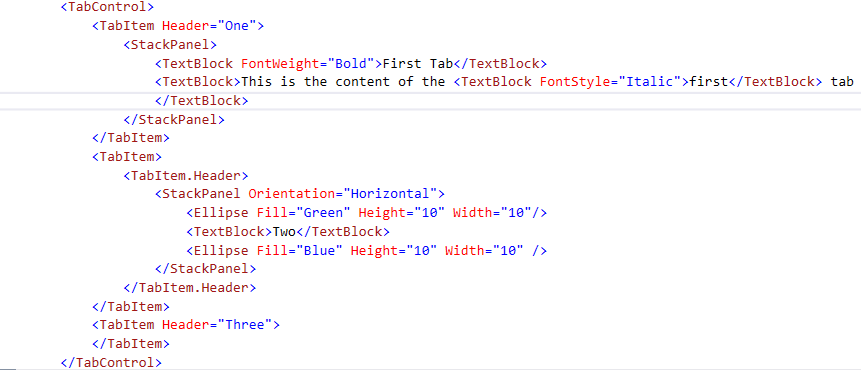 <TabControl>
<TabItem Header="One">
<StackPanel>
<TextBlock FontWeight="Bold">First Tab</TextBlock>
<TextBlock>This is the content of the <TextBlock FontStyle="Italic">first</TextBlock> tab
</TextBlock>
</StackPanel>
</TabItem>
<TabItem>
<TabItem.Header>
<StackPanel Orientation="Horizontal">
<Ellipse Fill="Green" Height="10" Width="10"/>
<TextBlock>Two</TextBlock>
<Ellipse Fill="Blue" Height="10" Width="10" />
</StackPanel>
</TabItem.Header>
</TabItem>
<TabItem Header="Three">
</TabItem>
</TabControl>